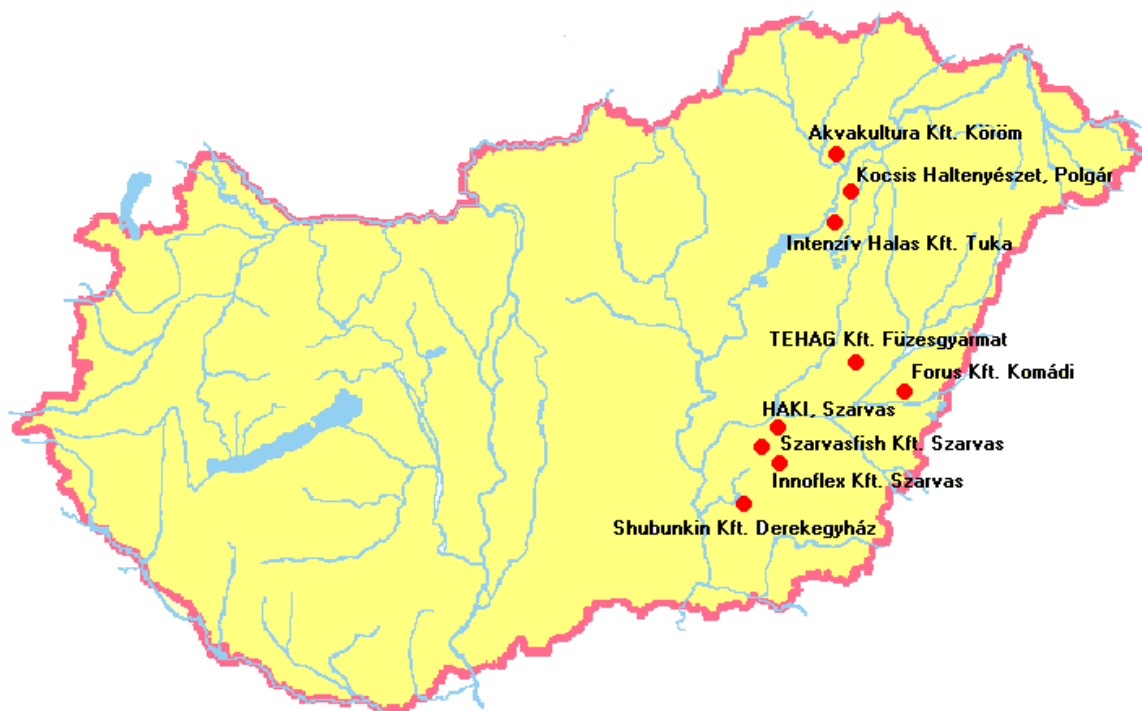 Akvakultura Kft. Köröm
Kocsis Haltenyészet, Polgár
Intenzív Halas Kft. Tuka
TEHAG Kft. Füzesgyarmat
Forus Kft. Komádi
HAKI, Szarvas
Szarvasfish Kft. Szarvas
Innoflex Kft. Szarvas
Shubunkin Kft. Derekegyház